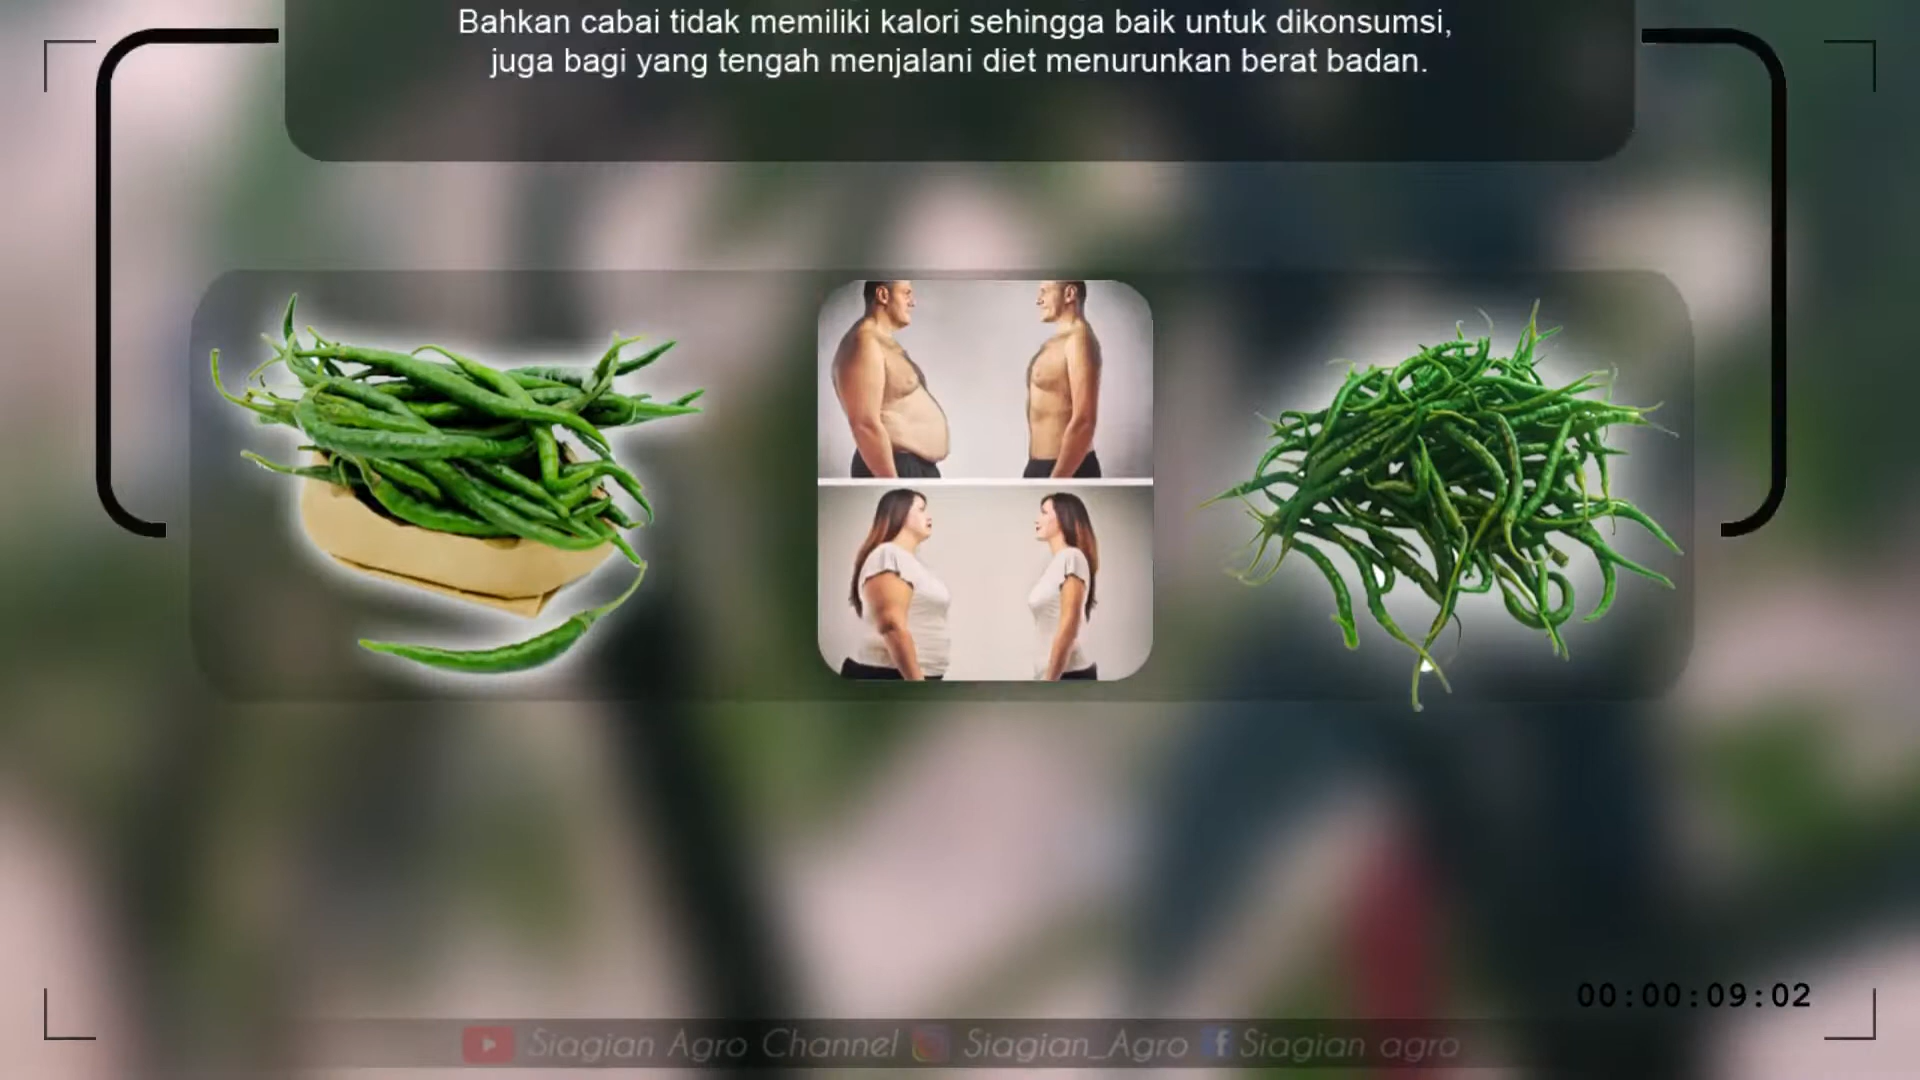 Bahkan cabai tidak memiliki kalori sehingga baik untuk dikonsumsi,
juga bagi yang tengah menjalani diet menurunkan berat badan.
00:00:09:02
Siagian Agro Channel Siagian_Agro Siagian agro